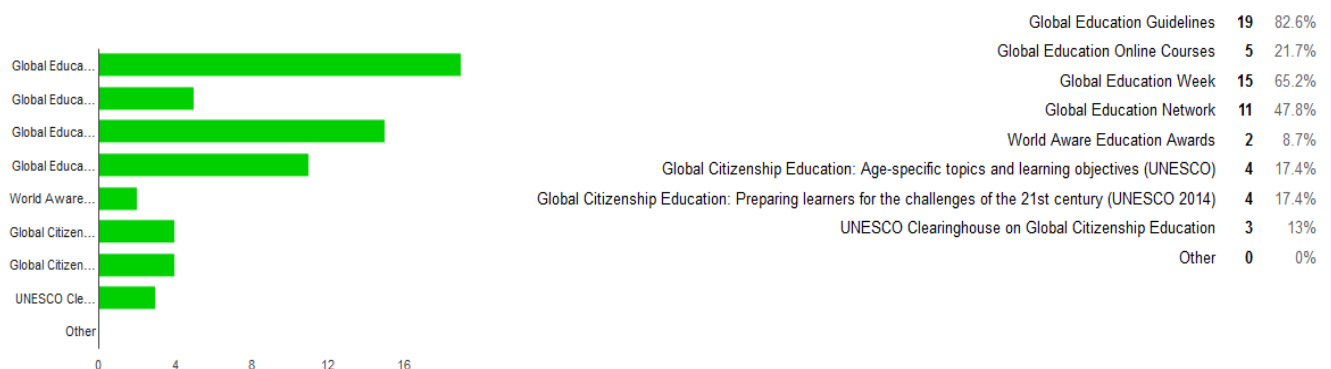 Global Educa...
Global Educa...
Global Educa...
Global Educa...
World Aware...
Global Citizen...
Global Citizen...
UNESCO Cle...
Other
0 4 8 12 16
Global Education Guidelines 19 82.6%
Global Education Online Courses 5 21.7%
Global Education Week 15 65.2%
Global Education Network 11 47.8%
World Aware Education Awards 2 8.7%
Global Citizenship Education: Age-specific topics and learning objectives (UNESCO) 4 17.4%
Global Citizenship Education: Preparing learners for the challenges of the 21st century (UNESCO 2014) 4 17.4%
UNESCO Clearinghouse on Global Citizenship Education 3 13%
Other 0 0%